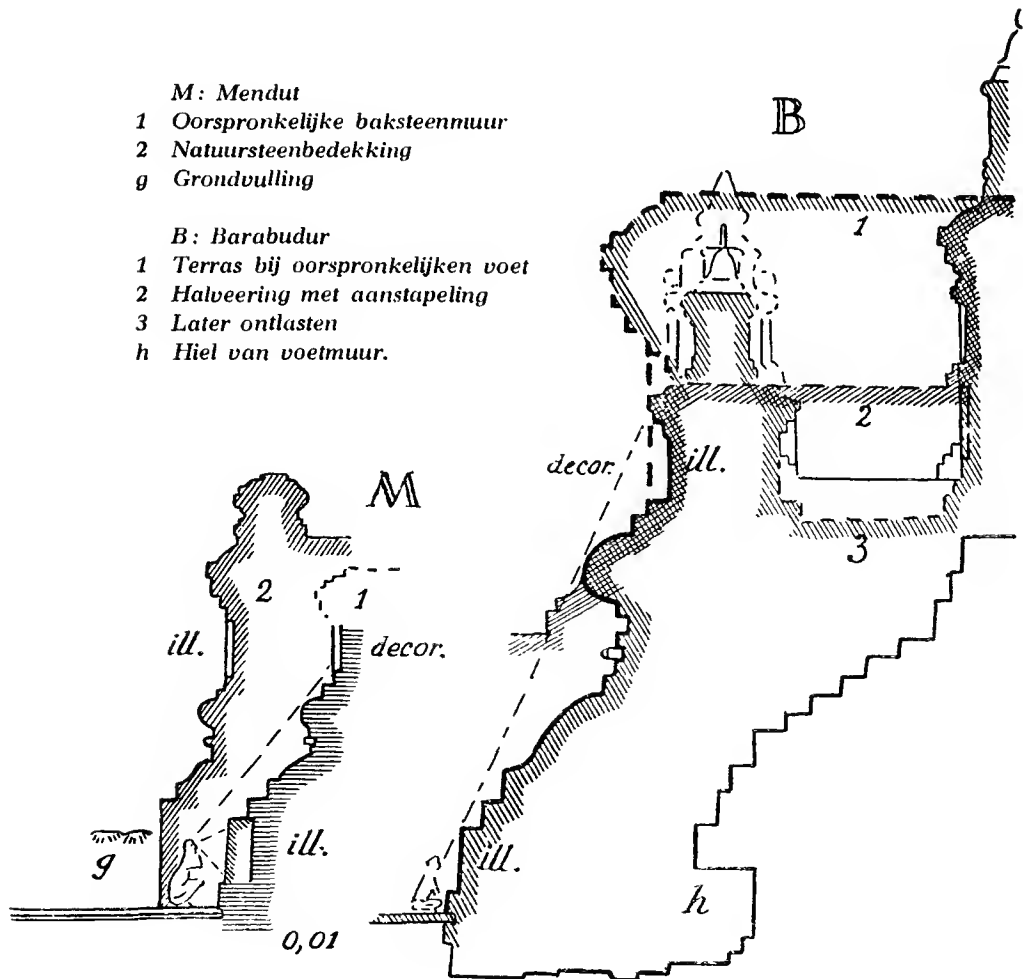 M: Mendut
1 Oorspronkelijke baksteenmuur
2 Natuursteenbedekking
g Grondvulling
B: Barabudur
1 Terras bij oorspronkelijken voet
2 Halveering met aanstapeling
3 Later ontlasten
h Hiel van voetmuur.
B
1
2
decor. ill.
3
M
2
1
ill.
decor.
g
ill.
ill.
h
0,01